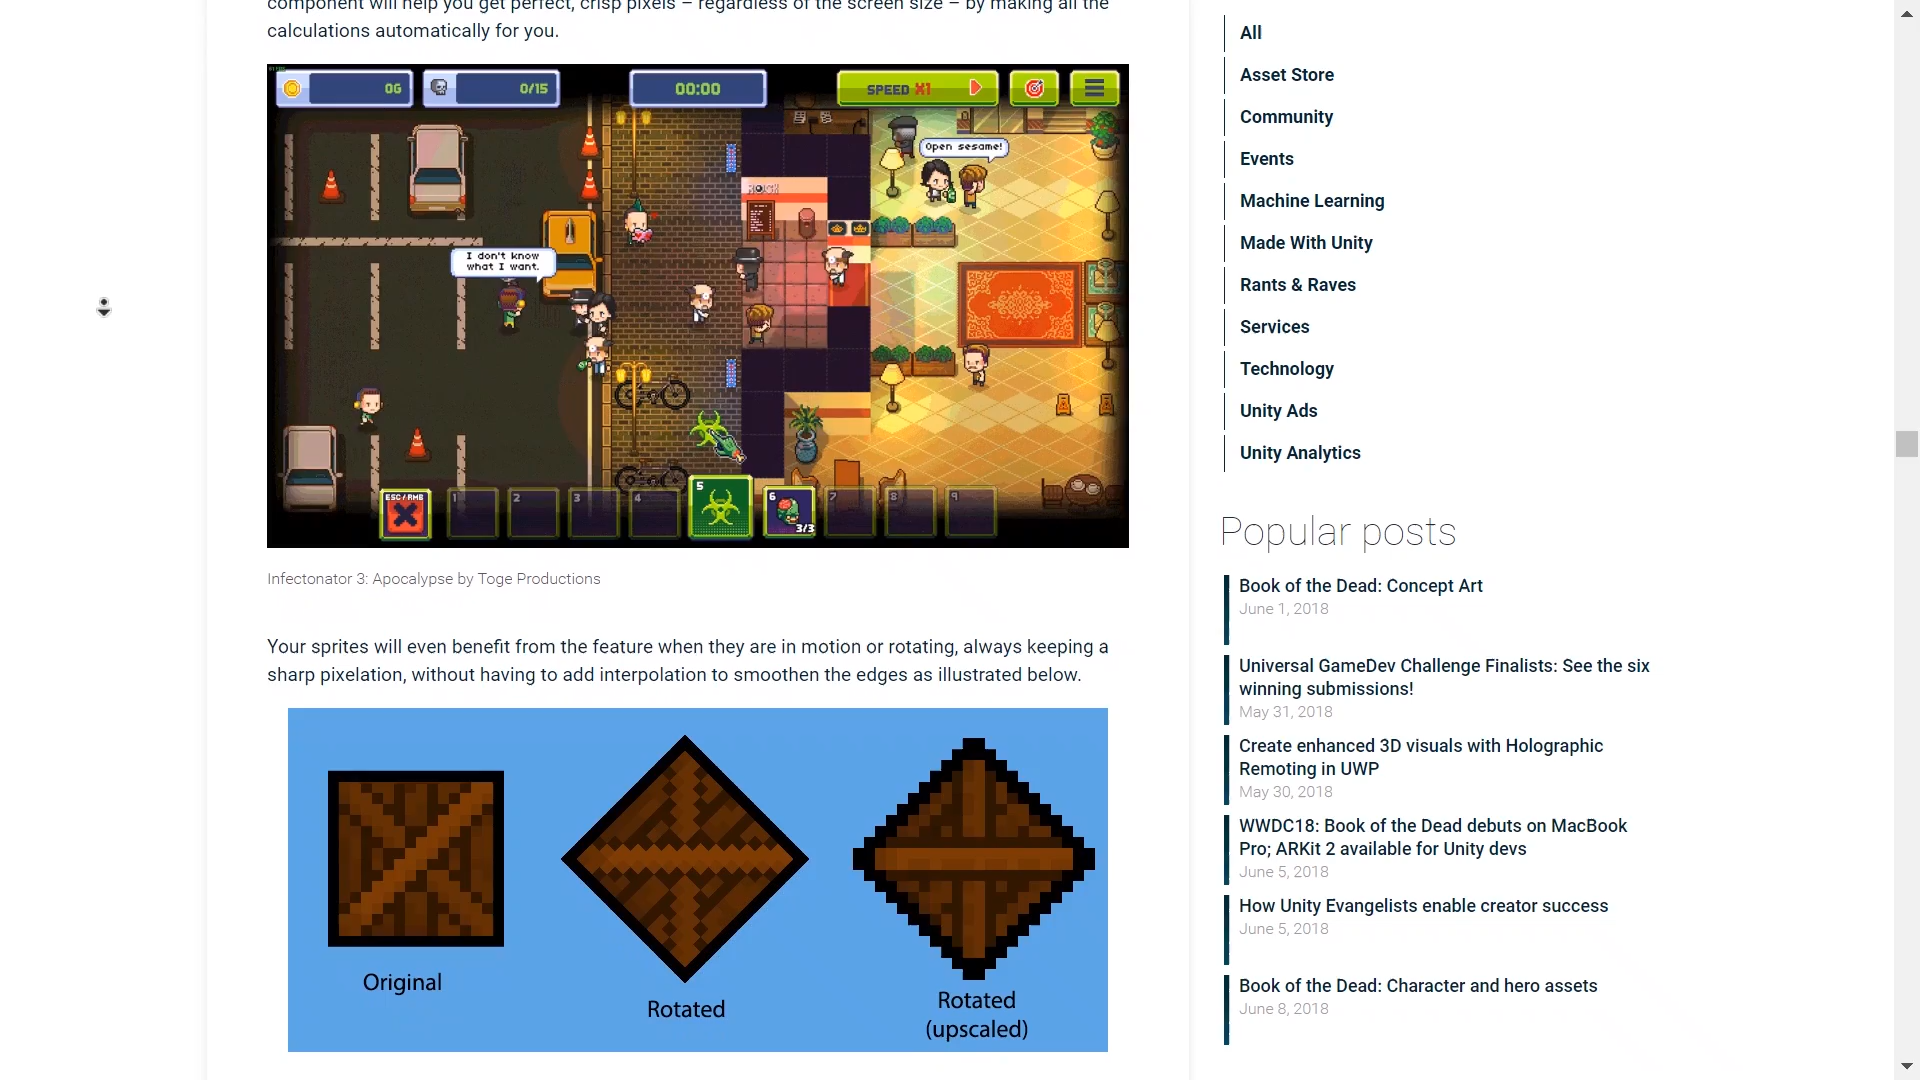 component will help you get perfect, crisp pixels – regardless of the screen size – by making all the
calculations automatically for you.
0G
0/15
00:00
SPEED X1
Open sesame!
ROCK
I don't know
what I want.
ESC/RMB
1
2
3
4
5
6
3/3
7
8
9
Infectonator 3: Apocalypse by Toge Productions
Your sprites will even benefit from the feature when they are in motion or rotating, always keeping a
sharp pixelation, without having to add interpolation to smoothen the edges as illustrated below.
Original
Rotated
Rotated
(upscaled)
All
Asset Store
Community
Events
Machine Learning
Made With Unity
Rants & Raves
Services
Technology
Unity Ads
Unity Analytics
Popular posts
Book of the Dead: Concept Art
June 1, 2018
Universal GameDev Challenge Finalists: See the six
winning submissions!
May 31, 2018
Create enhanced 3D visuals with Holographic
Remoting in UWP
May 30, 2018
WWDC18: Book of the Dead debuts on MacBook
Pro; ARKit 2 available for Unity devs
June 5, 2018
How Unity Evangelists enable creator success
June 5, 2018
Book of the Dead: Character and hero assets
June 8, 2018